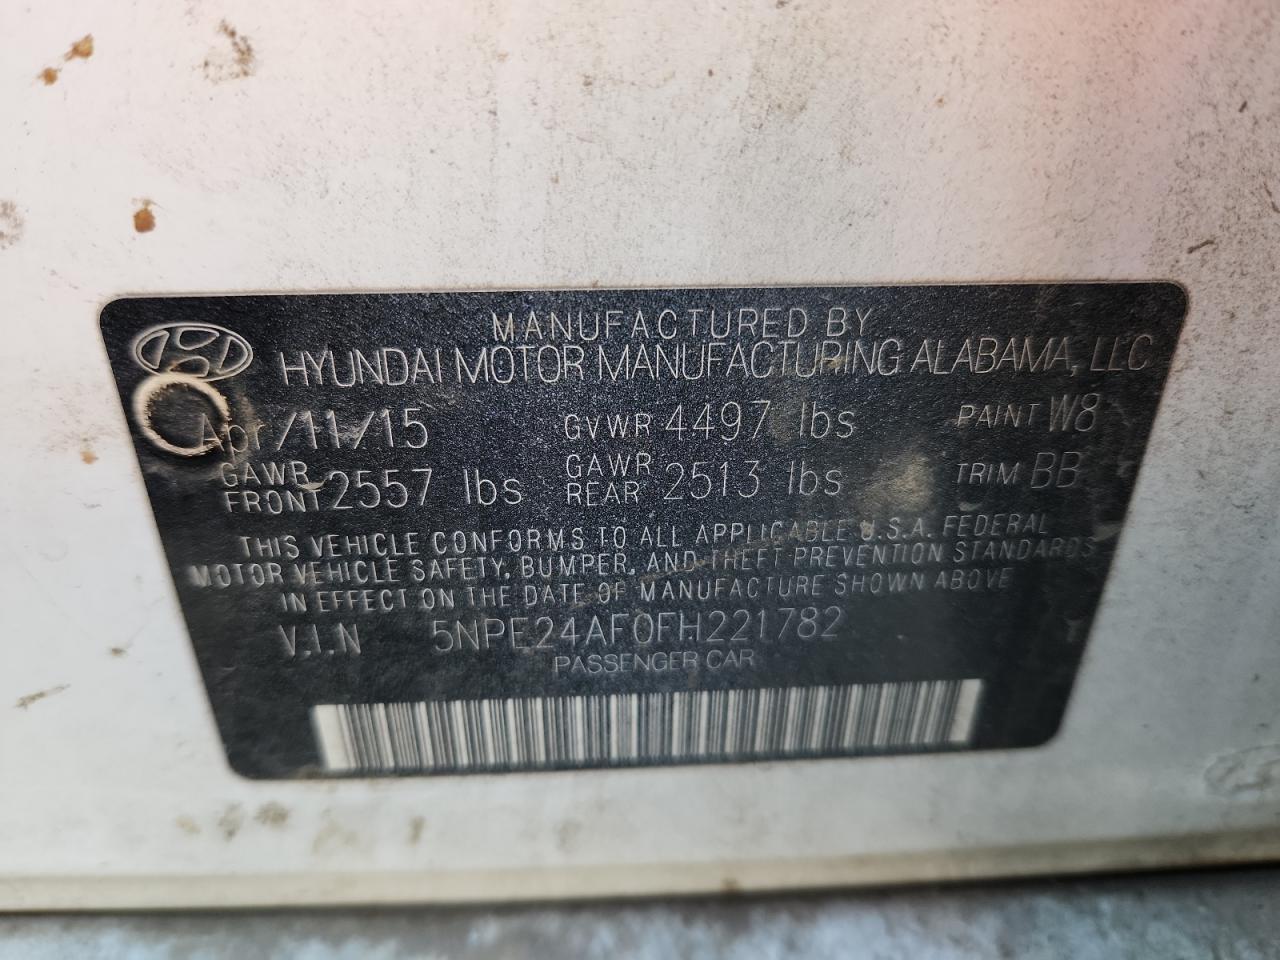 MANUFACTURED BY
HYUNDAI MOTOR MANUFACTURING ALABAMA, LLC
Apr/11/15 GVWR 4497 lbs PAINT W8
GAWR FRONT 2557 lbs GAWR REAR 2513 lbs TRIM BB
THIS VEHICLE CONFORMS TO ALL APPLICABLE U.S.A. FEDERAL
MOTOR VEHICLE SAFETY, BUMPER, AND THEFT PREVENTION STANDARDS
IN EFFECT ON THE DATE OF MANUFACTURE SHOWN ABOVE
V.I.N 5NPE24AF0FH221782
PASSENGER CAR